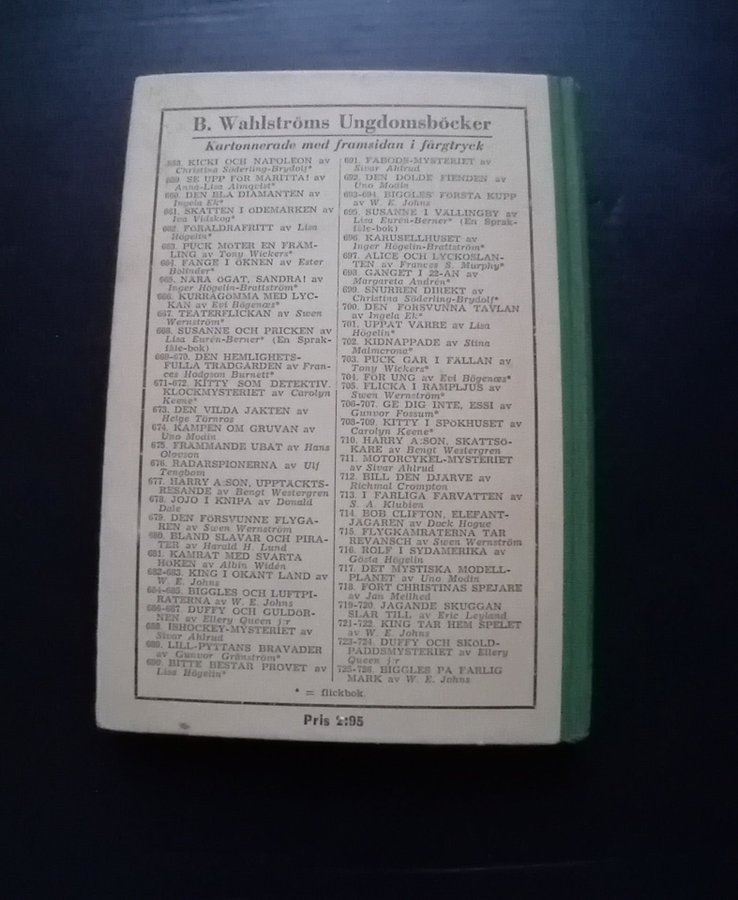 B. Wahlströms Ungdomsböcker
Kartonnerade med framsidan i färgtryck
658. KICKI OCH NAPOLEON av
Christina Söderling-Brydolf*
659. SE UPP FÖR MARITTA! av
Anna-Lisa Almqvist*
660. DEN BLÅ DIAMANTEN av
Ingela Ek*
661. SKATTEN I ÖDEMARKEN av
Iva Vidskog*
662. FÖRÄLDRAFRITT av Lisa
Högelin*
663. PUCK MÖTER EN FRÄM-
LING av Tony Wickers*
664. FÅNGE I ÖKNEN av Ester
Bolinder*
665. NÄRA ÖGAT, SANDRA! av
Inger Högelin-Brattström*
666. KURRAGÖMMA MED LYC-
KAN av Evi Bögenæs*
667. TEATERFLICKAN av Swen
Wernström*
668. SUSANNE OCH PRICKEN av
Lisa Eurén-Berner* (En Sprak-
fåle-bok)
669-670. DEN HEMLIGHETS-
FULLA TRÄDGÅRDEN av Fran-
ces Hodgson Burnett*
671-672. KITTY SOM DETEKTIV.
KLOCKMYSTERIET av Carolyn
Keene*
673. DEN VILDA JAKTEN av
Helge Törnros
674. KAMPEN OM GRUVAN av
Uno Modin
675. FRÄMMANDE UBÅT av Hans
Olovson
676. RADARSPIONERNA av Ulf
Tengbom
677. HARRY A:SON, UPPTÄCKTS-
RESANDE av Bengt Westergren
678. JOJO I KNIPA av Donald
Dale
679. DEN FÖRSVUNNE FLYGA-
REN av Swen Wernström
680. BLAND SLAVAR OCH PIRA-
TER av Harald H. Lund
681. KAMRAT MED SVARTA
HOKEN av Albin Widén
682-683. KING I OKÄNT LAND av
W. E. Johns
684-685. BIGGLES OCH LUFTPI-
RATERNA av W. E. Johns
686-687. DUFFY OCH GULDÖR-
NEN av Ellery Queen j:r
688. ISHOCKEY-MYSTERIET av
Sivar Ahlrud
689. LILL-PYTTANS BRAVADER
av Gunvor Gränström*
690. BITTE BESTÅR PROVET av
Lisa Högelin*
691. FÄBODS-MYSTERIET av
Sivar Ahlrud
692. DEN DOLDE FIENDEN av
Uno Modin
693-694. BIGGLES' FÖRSTA KUPP
av W. E. Johns
695. SUSANNE I VÄLLINGBY av
Lisa Eurén-Berner* (En Sprak-
fåle-bok)
696. KARUSELLHUSET av
Inger Högelin-Brattström*
697. ALICE OCH LYCKOSLAN-
TEN av Frances S. Murphy*
698. GÄNGET I 22-AN av
Margareta Andrén*
699. SNURREN DIREKT av
Christina Söderling-Brydolf*
700. DEN FÖRSVUNNA TAVLAN
av Ingela Ek*
701. UPPÅT VÄRRE av Lisa
Högelin*
702. KIDNAPPADE av Stina
Malmcrona*
703. PUCK GÅR I FÄLLAN av
Tony Wickers*
704. FÖR UNG av Evi Bögenæs*
705. FLICKA I RAMPLJUS av
Swen Wernström*
706-707. GE DIG INTE, ESSI av
Gunvor Fossum*
708-709. KITTY I SPÖKHUSET av
Carolyn Keene*
710. HARRY A:SON, SKATTSÖ-
KARE av Bengt Westergren
711. MOTORCYKEL-MYSTERIET
av Sivar Ahlrud
712. BILL DEN DJÄRVE av
Richmal Crompton
713. I FARLIGA FARVATTEN av
S. A. Klubien
714. BOB CLIFTON, ELEFANT-
JÄGAREN av Dock Hogue
715. FLYGKAMRATERNA TAR
REVANSCH av Swen Wernström
716. ROLF I SYDAMERIKA av
Gösta Högelin
717. DET MYSTISKA MODELL-
PLANET av Uno Modin
718. FORT CHRISTINAS SPEJARE
av Jan Mellhed
719-720. JAGANDE SKUGGAN
SLÅR TILL av Eric Leyland
721-722. KING TAR HEM SPELET
av W. E. Johns
723-724. DUFFY OCH SKÖLD-
PADDSMYSTERIET av Ellery
Queen j:r
725-726. BIGGLES PÅ FARLIG
MARK av W. E. Johns
* = flickbok.
Pris 2:95